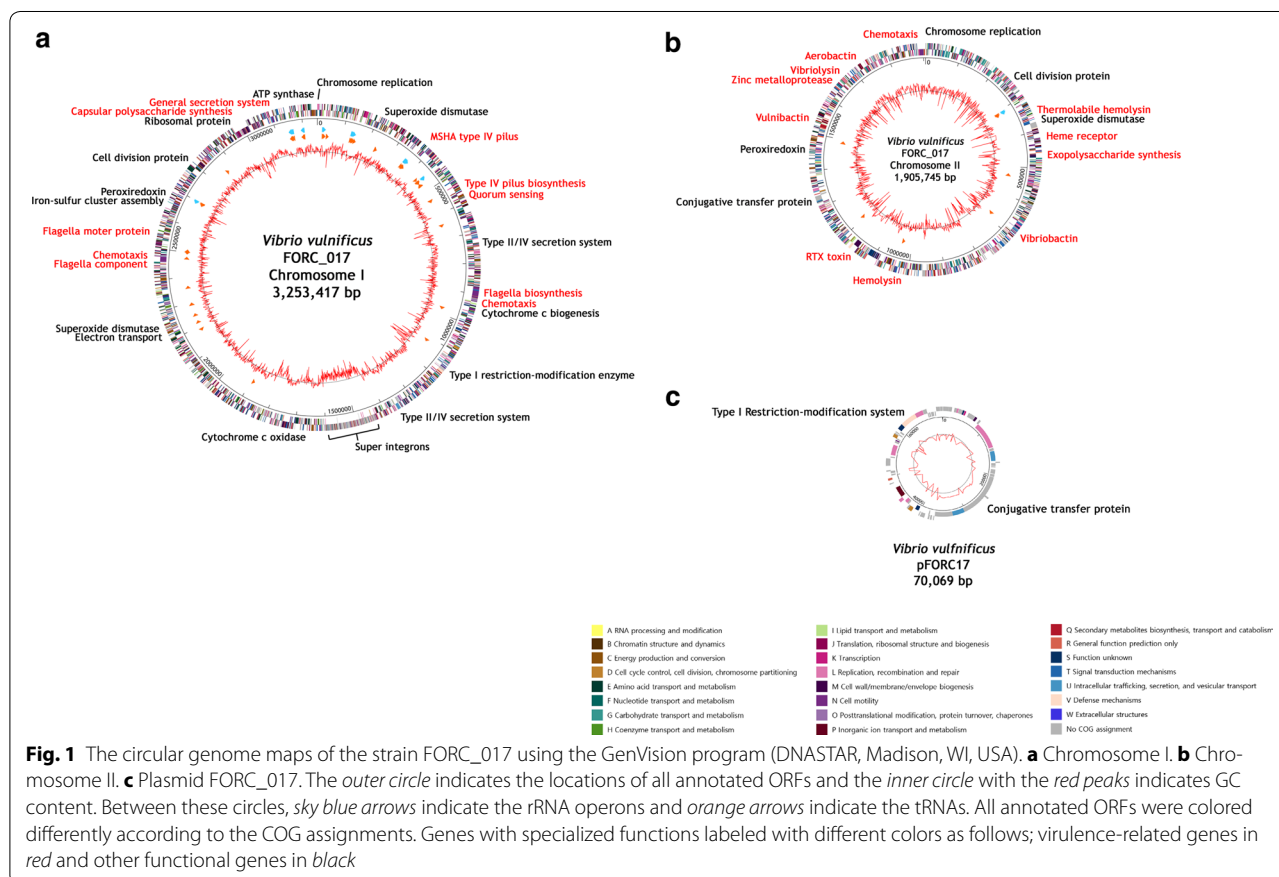 a
Chromosome replication
ATP synthase
General secretion system
Capsular polysaccharide synthesis
Ribosomal protein
Superoxide dismutase
MSHA type IV pilus
Cell division protein
Type IV pilus biosynthesis
Quorum sensing
Peroxiredoxin
Iron-sulfur cluster assembly
Flagella moter protein
Type II/IV secretion system
Chemotaxis
Flagella component
Flagella biosynthesis
Chemotaxis
Cytochrome c biogenesis
Superoxide dismutase
Electron transport
Type I restriction-modification enzyme
Type II/IV secretion system
Cytochrome c oxidase
Super integrons
0
500000
1000000
1500000
2000000
2500000
3000000
Vibrio vulnificus
FORC_017
Chromosome I
3,253,417 bp
b
Chemotaxis
Chromosome replication
Aerobactin
Vibriolysin
Zinc metalloprotease
Cell division protein
Vulnibactin
Thermolabile hemolysin
Superoxide dismutase
Heme receptor
Peroxiredoxin
Exopolysaccharide synthesis
Conjugative transfer protein
Vibriobactin
RTX toxin
Hemolysin
0
500000
1000000
1500000
Vibrio vulnificus
FORC_017
Chromosome II
1,905,745 bp
c
Type I Restriction-modification system
Conjugative transfer protein
Vibrio vulfnificus
pFORC17
70,069 bp
A RNA processing and modification
B Chromatin structure and dynamics
C Energy production and conversion
D Cell cycle control, cell division, chromosome partitioning
E Amino acid transport and metabolism
F Nucleotide transport and metabolism
G Carbohydrate transport and metabolism
H Coenzyme transport and metabolism
I Lipid transport and metabolism
J Translation, ribosomal structure and biogenesis
K Transcription
L Replication, recombination and repair
M Cell wall/membrane/envelope biogenesis
N Cell motility
O Posttranslational modification, protein turnover, chaperones
P Inorganic ion transport and metabolism
Q Secondary metabolites biosynthesis, transport and catabolism
R General function prediction only
S Function unknown
T Signal transduction mechanisms
U Intracellular trafficking, secretion, and vesicular transport
V Defense mechanisms
W Extracellular structures
No COG assignment
Fig. 1 The circular genome maps of the strain FORC_017 using the GenVision program (DNASTAR, Madison, WI, USA). a Chromosome I. b Chro-
mosome II. c Plasmid FORC_017. The outer circle indicates the locations of all annotated ORFs and the inner circle with the red peaks indicates GC
content. Between these circles, sky blue arrows indicate the rRNA operons and orange arrows indicate the tRNAs. All annotated ORFs were colored
differently according to the COG assignments. Genes with specialized functions labeled with different colors as follows; virulence-related genes in
red and other functional genes in black